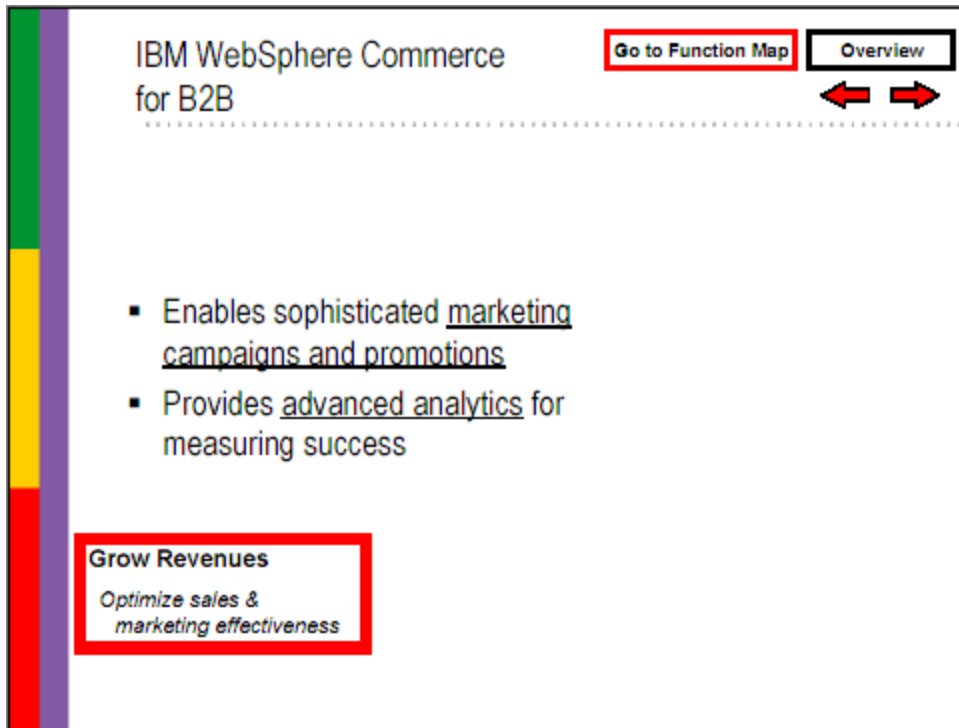 IBM WebSphere Commerce
for B2B
Go to Function Map
Overview
▪ Enables sophisticated marketing
campaigns and promotions
▪ Provides advanced analytics for
measuring success
Grow Revenues
Optimize sales &
marketing effectiveness